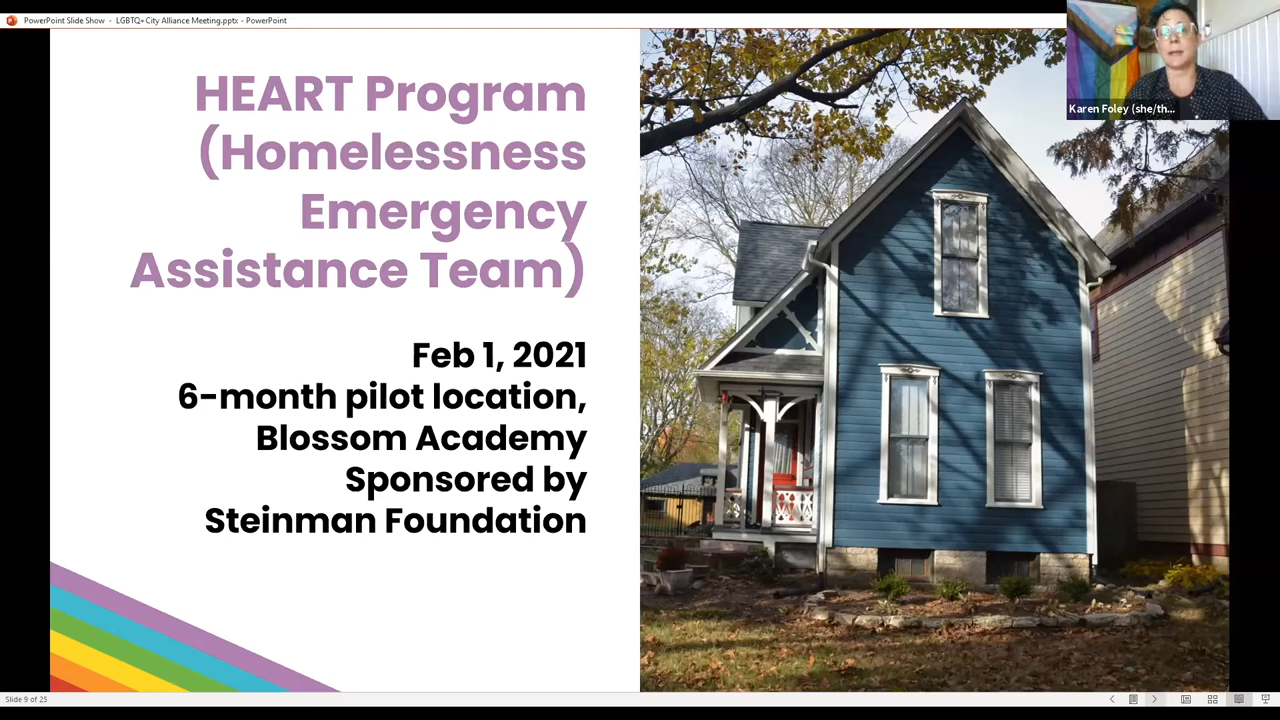 PowerPoint Slide Show - LGBTQ+City Alliance Meeting.pptx - PowerPoint
Karen Foley (she/th...
HEART Program
(Homelessness
Emergency
Assistance Team)
Feb 1, 2021
6-month pilot location,
Blossom Academy
Sponsored by
Steinman Foundation
Slide 9 of 25